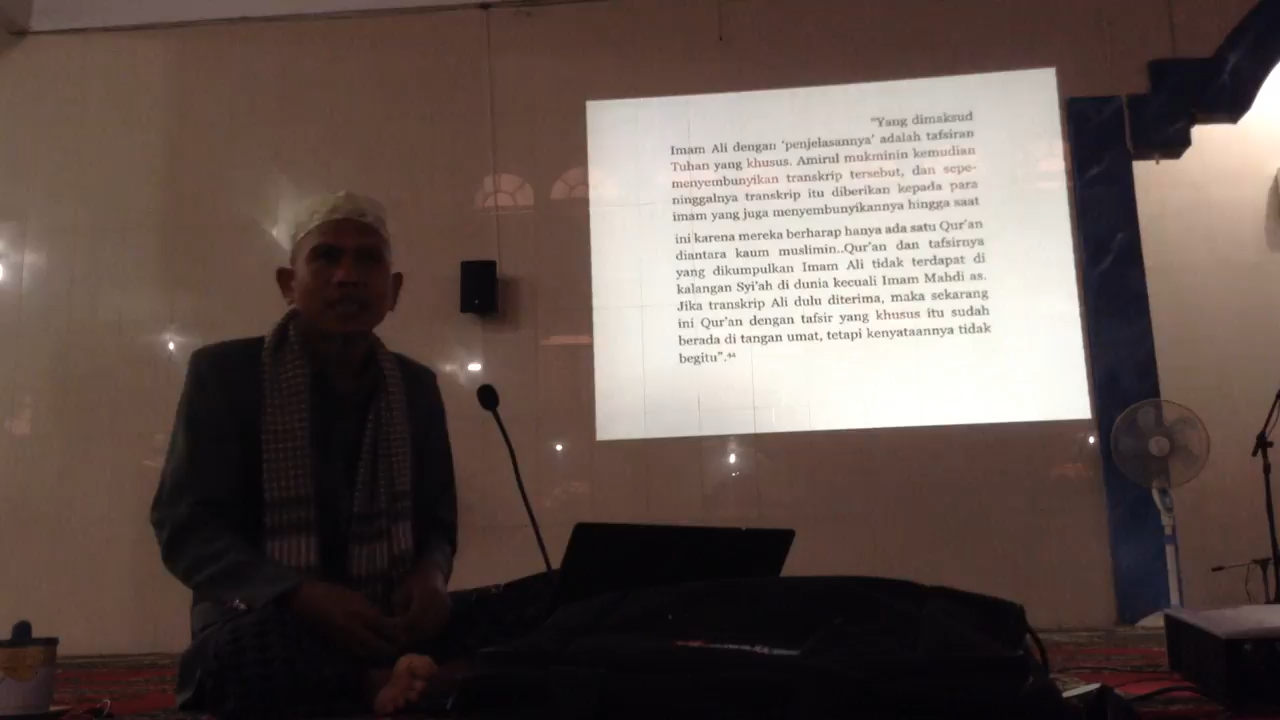 "Yang dimaksud
Imam Ali dengan 'penjelasannya' adalah tafsiran
Tuhan yang khusus. Amirul mukminin kemudian
menyembunyikan transkrip tersebut, dan sepe-
ninggalnya transkrip itu diberikan kepada para
imam yang juga menyembunyikannya hingga saat
ini karena mereka berharap hanya ada satu Qur'an
diantara kaum muslimin..Qur'an dan tafsirnya
yang dikumpulkan Imam Ali tidak terdapat di
kalangan Syi'ah di dunia kecuali Imam Mahdi as.
Jika transkrip Ali dulu diterima, maka sekarang
ini Qur'an dengan tafsir yang khusus itu sudah
berada di tangan umat, tetapi kenyataannya tidak
begitu".⁴⁴